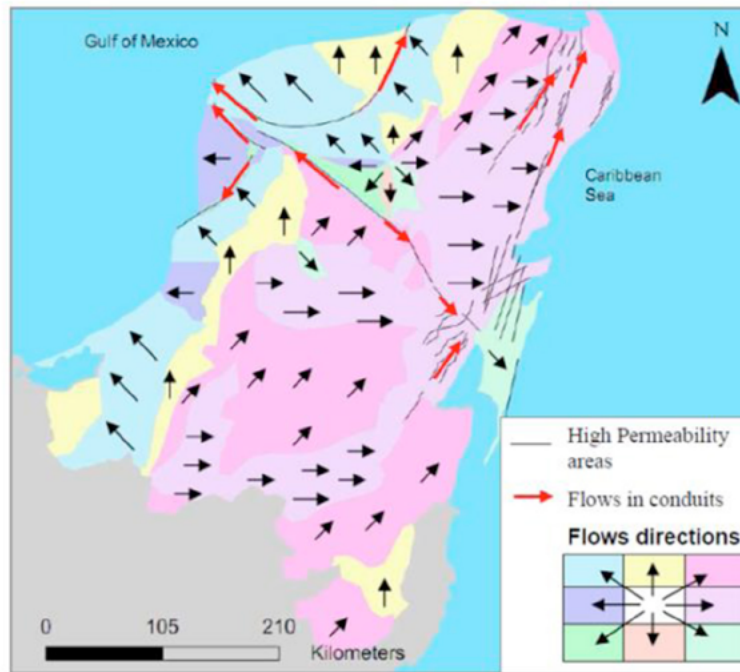 Gulf of Mexico
N
Caribbean
Sea
High Permeability
areas
Flows in conduits
Flows directions
0 105 210
Kilometers